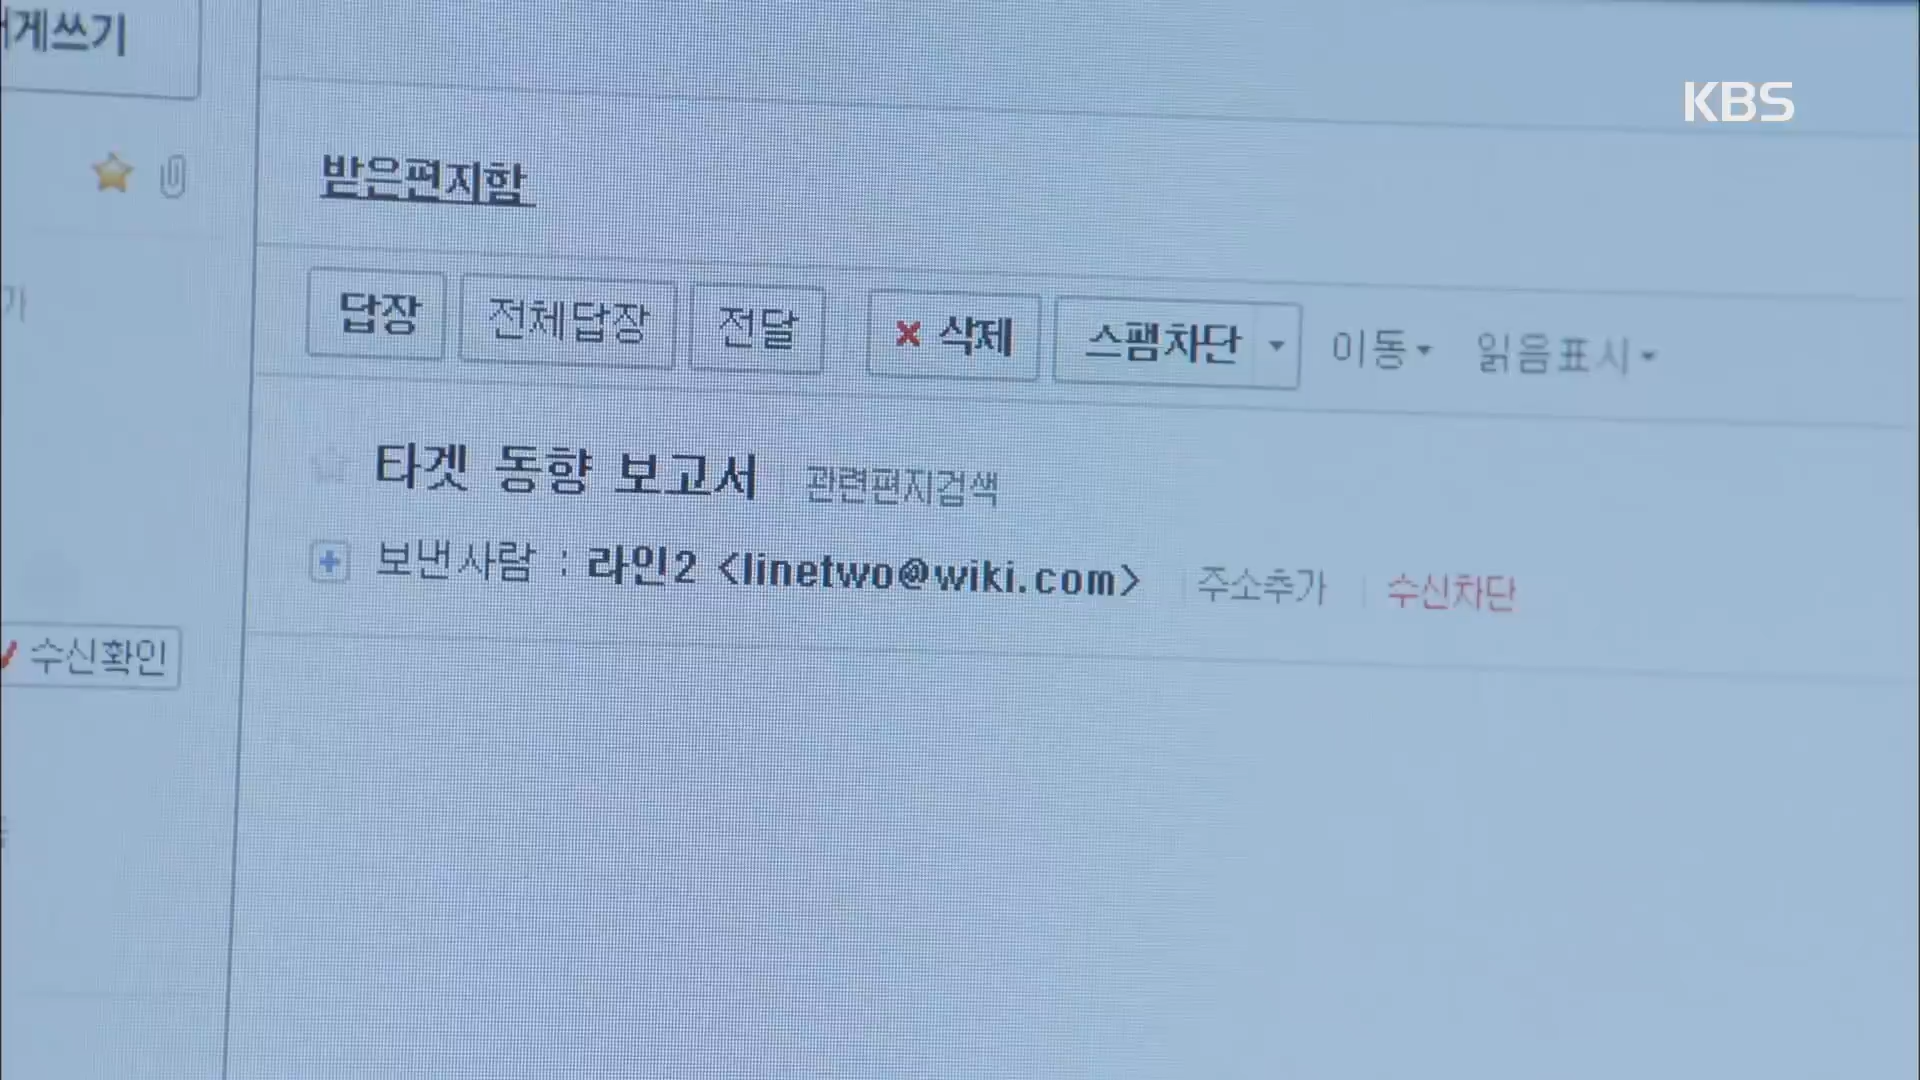 게쓰기
KBS
받은편지함
답장 전체답장 전달 삭제 스팸차단 이동 읽음표시
타겟 동향 보고서 관련편지검색
보낸사람 : 라인2 <linetwo@wiki.com> 주소추가 수신차단
수신확인